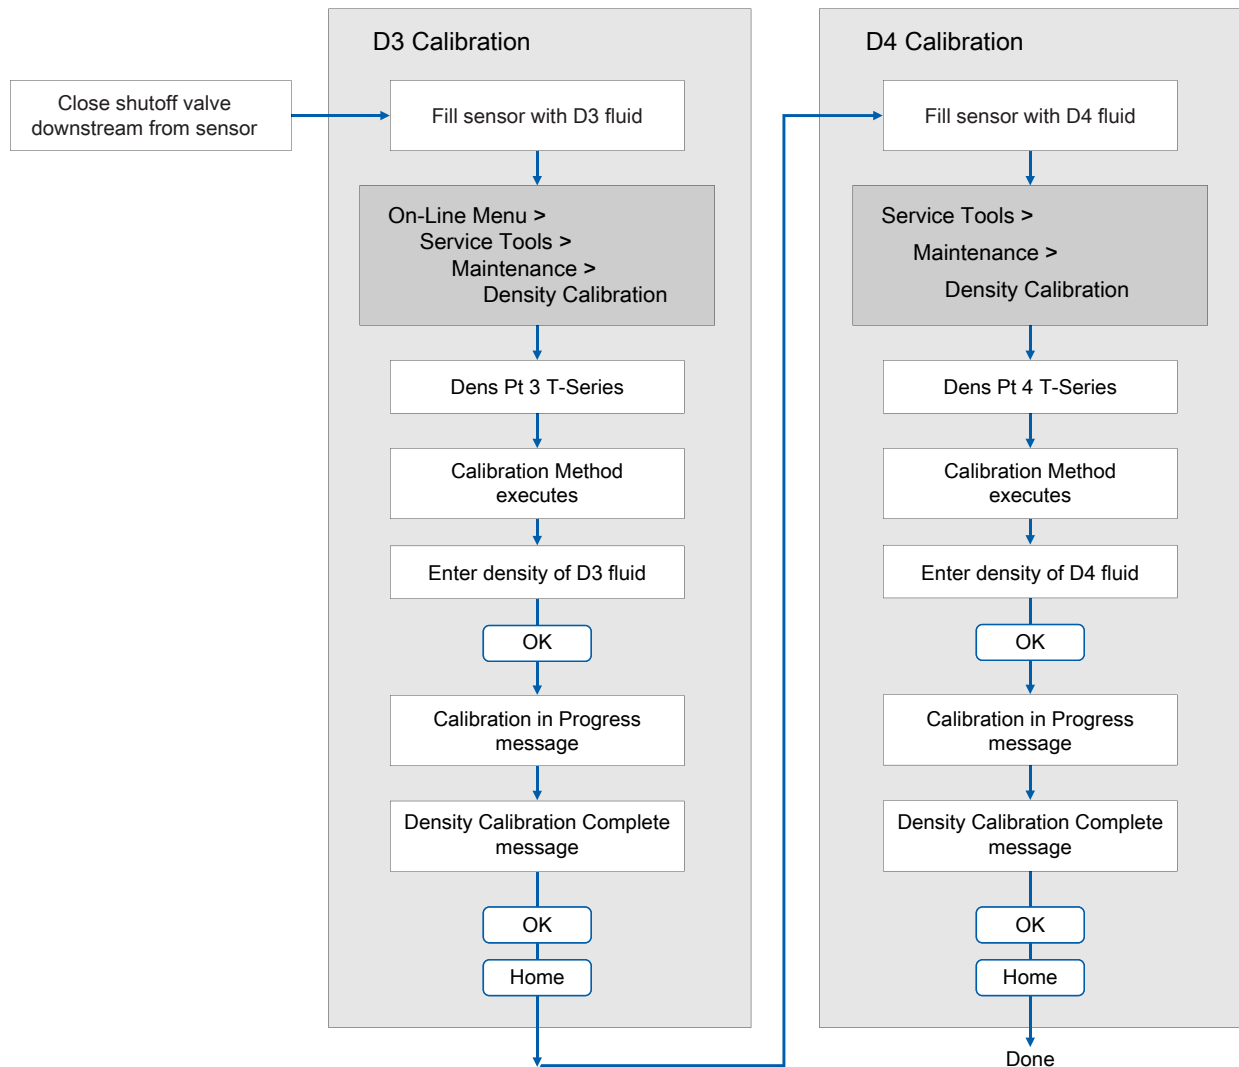 Close shutoff valve
downstream from sensor
D3 Calibration
Fill sensor with D3 fluid
On-Line Menu >
Service Tools >
Maintenance >
Density Calibration
Dens Pt 3 T-Series
Calibration Method
executes
Enter density of D3 fluid
OK
Calibration in Progress
message
Density Calibration Complete
message
OK
Home
D4 Calibration
Fill sensor with D4 fluid
Service Tools >
Maintenance >
Density Calibration
Dens Pt 4 T-Series
Calibration Method
executes
Enter density of D4 fluid
OK
Calibration in Progress
message
Density Calibration Complete
message
OK
Home
Done